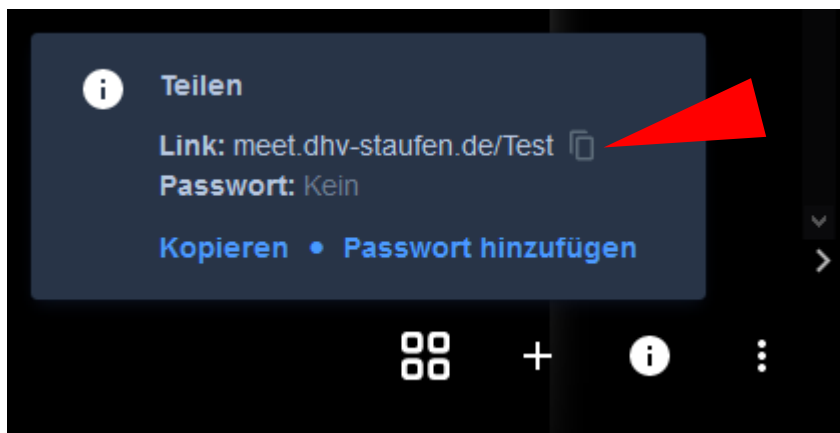 Teilen
Link: meet.dhv-staufen.de/Test
Passwort: Kein
Kopieren • Passwort hinzufügen